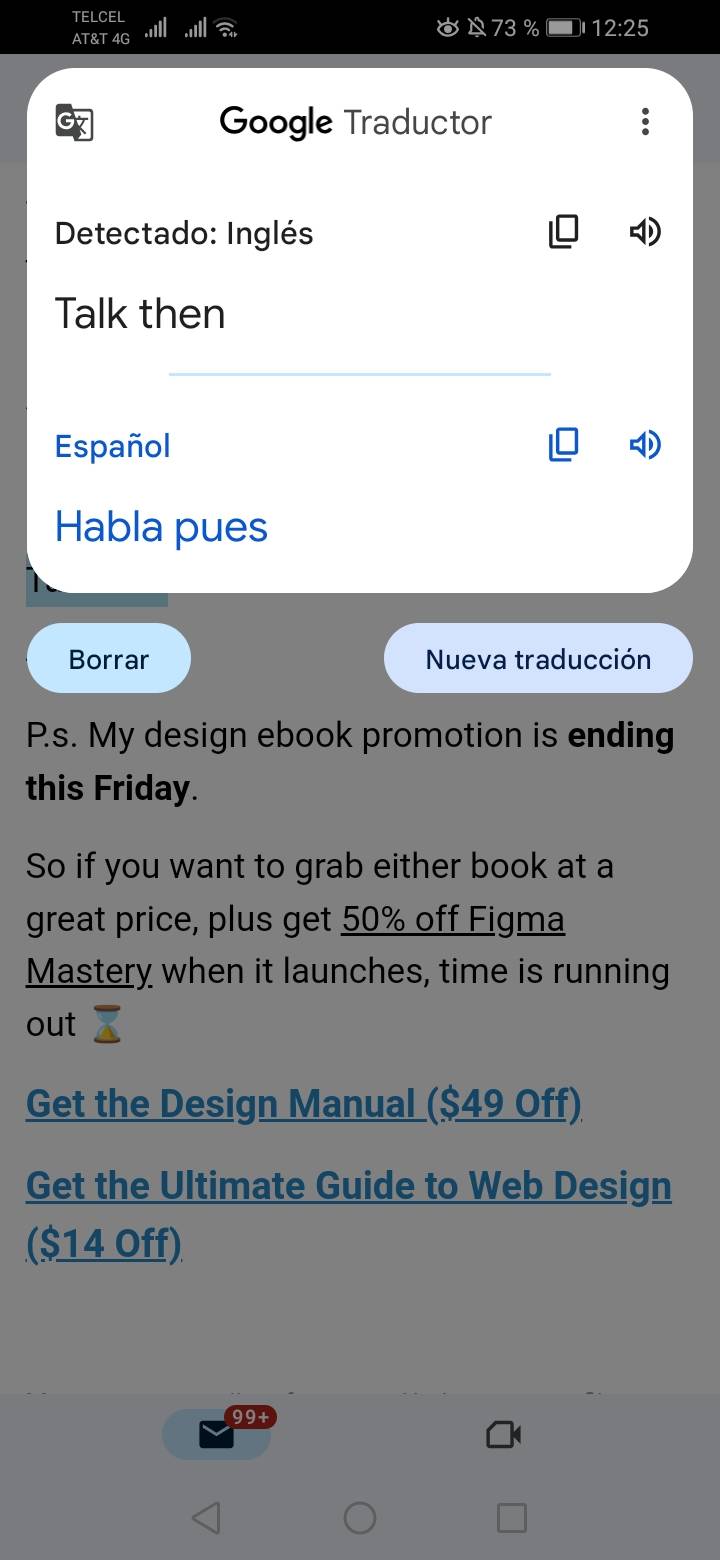 TELCEL
AT&T 4G
73 % 12:25
Google Traductor
Detectado: Inglés
Talk then
Español
Habla pues
Borrar
Nueva traducción
P.s. My design ebook promotion is ending
this Friday.
So if you want to grab either book at a
great price, plus get 50% off Figma
Mastery when it launches, time is running
out ⏳
Get the Design Manual ($49 Off)
Get the Ultimate Guide to Web Design
($14 Off)
99+